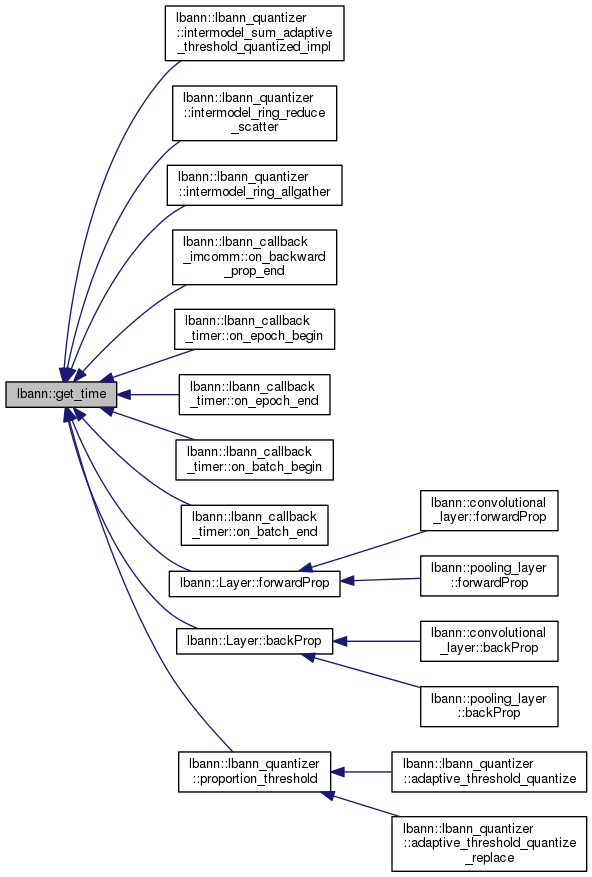 lbann::lbann_quantizer
::intermodel_sum_adaptive
_threshold_quantized_impl
lbann::lbann_quantizer
::intermodel_ring_reduce
_scatter
lbann::lbann_quantizer
::intermodel_ring_allgather
lbann::lbann_callback
_imcomm::on_backward
_prop_end
lbann::lbann_callback
_timer::on_epoch_begin
lbann::get_time
lbann::lbann_callback
_timer::on_epoch_end
lbann::lbann_callback
_timer::on_batch_begin
lbann::lbann_callback
_timer::on_batch_end
lbann::convolutional
_layer::forwardProp
lbann::Layer::forwardProp
lbann::pooling_layer
::forwardProp
lbann::Layer::backProp
lbann::convolutional
_layer::backProp
lbann::pooling_layer
::backProp
lbann::lbann_quantizer
::proportion_threshold
lbann::lbann_quantizer
::adaptive_threshold_quantize
lbann::lbann_quantizer
::adaptive_threshold_quantize
_replace